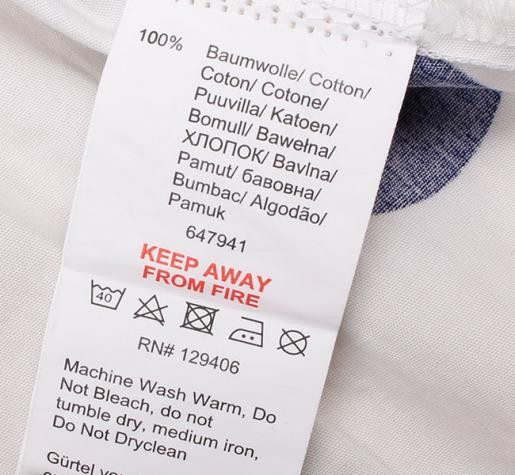 100% Baumwolle/ Cotton/
Coton/ Cotone/
Puuvilla/ Katoen/
Bomull/ Bawełna/
ХЛОПОК/ Bavlna/
Pamut/ бавовна/
Bumbac/ Algodão/
Pamuk
647941
KEEP AWAY
FROM FIRE
40
RN# 129406
Machine Wash Warm, Do
Not Bleach, do not
tumble dry, medium iron,
Do Not Dryclean
Gürtel